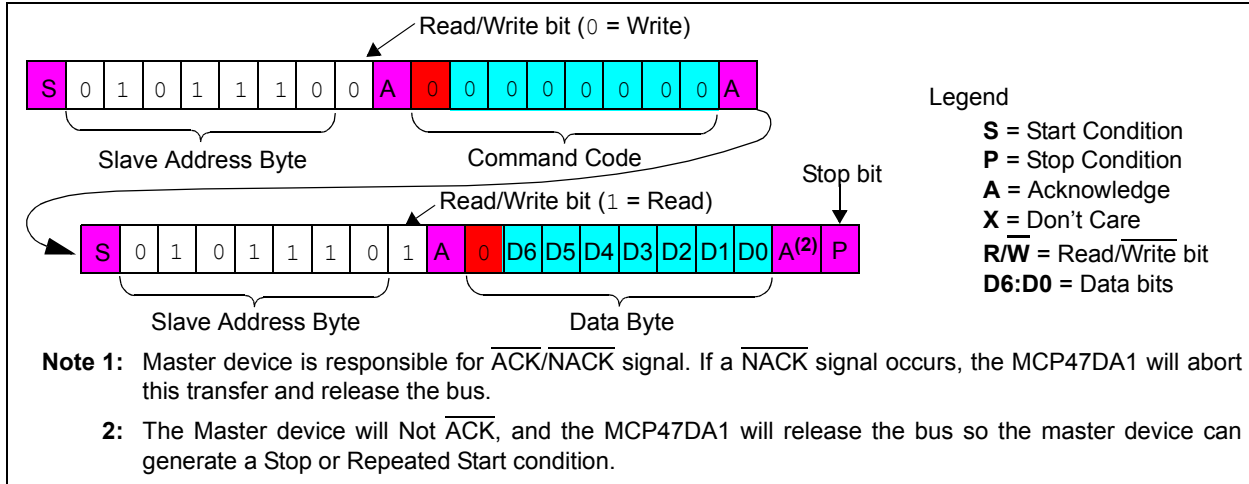 Read/Write bit (0 = Write)
S 0 1 0 1 1 1 0 0 A 0 0 0 0 0 0 0 0 A
Slave Address Byte Command Code
Stop bit
Read/Write bit (1 = Read)
S 0 1 0 1 1 1 0 1 A 0 D6 D5 D4 D3 D2 D1 D0 A(2) P
Slave Address Byte Data Byte
Legend
S = Start Condition
P = Stop Condition
A = Acknowledge
X = Don't Care
R/W = Read/Write bit
D6:D0 = Data bits
Note 1: Master device is responsible for ACK/NACK signal. If a NACK signal occurs, the MCP47DA1 will abort
this transfer and release the bus.
2: The Master device will Not ACK, and the MCP47DA1 will release the bus so the master device can
generate a Stop or Repeated Start condition.